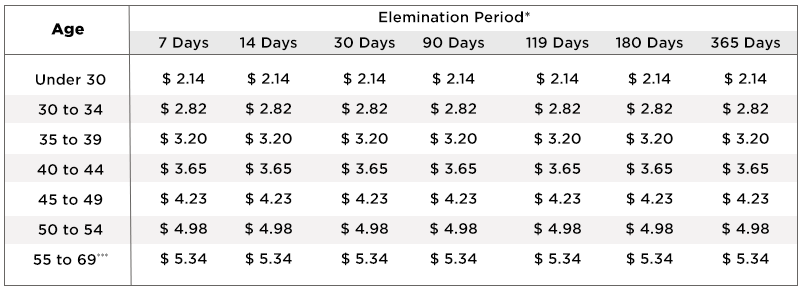 Age
Elemination Period*
7 Days 14 Days 30 Days 90 Days 119 Days 180 Days 365 Days
Under 30 $ 2.14 $ 2.14 $ 2.14 $ 2.14 $ 2.14 $ 2.14 $ 2.14
30 to 34 $ 2.82 $ 2.82 $ 2.82 $ 2.82 $ 2.82 $ 2.82 $ 2.82
35 to 39 $ 3.20 $ 3.20 $ 3.20 $ 3.20 $ 3.20 $ 3.20 $ 3.20
40 to 44 $ 3.65 $ 3.65 $ 3.65 $ 3.65 $ 3.65 $ 3.65 $ 3.65
45 to 49 $ 4.23 $ 4.23 $ 4.23 $ 4.23 $ 4.23 $ 4.23 $ 4.23
50 to 54 $ 4.98 $ 4.98 $ 4.98 $ 4.98 $ 4.98 $ 4.98 $ 4.98
55 to 69*** $ 5.34 $ 5.34 $ 5.34 $ 5.34 $ 5.34 $ 5.34 $ 5.34